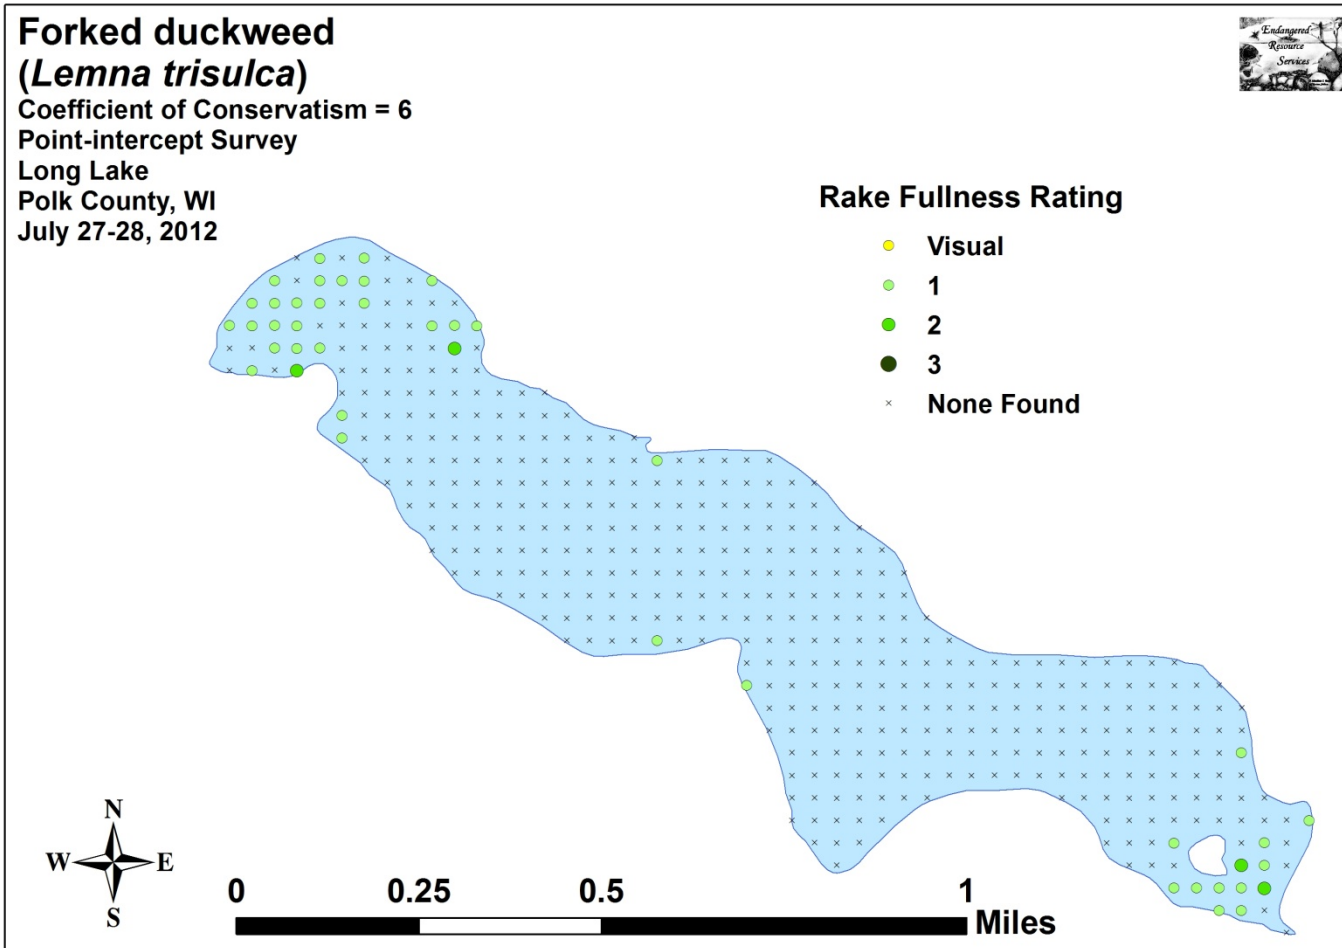 Forked duckweed
(Lemna trisulca)
Coefficient of Conservatism = 6
Point-intercept Survey
Long Lake
Polk County, WI
July 27-28, 2012
Endangered
Resource
Services
Rake Fullness Rating
Visual
1
2
3
None Found
N
W E
S
0 0.25 0.5 1
Miles